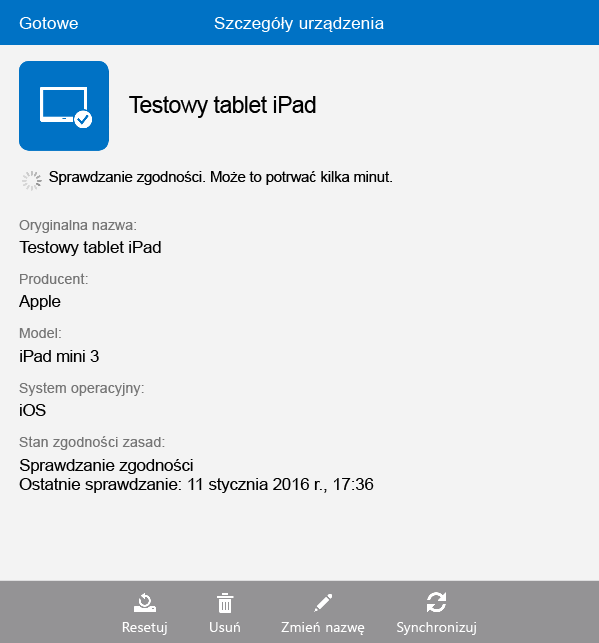 Gotowe
Szczegóły urządzenia
Testowy tablet iPad
Sprawdzanie zgodności. Może to potrwać kilka minut.
Oryginalna nazwa:
Testowy tablet iPad
Producent:
Apple
Model:
iPad mini 3
System operacyjny:
iOS
Stan zgodności zasad:
Sprawdzanie zgodności
Ostatnie sprawdzanie: 11 stycznia 2016 r., 17:36
Resetuj
Usuń
Zmień nazwę
Synchronizuj